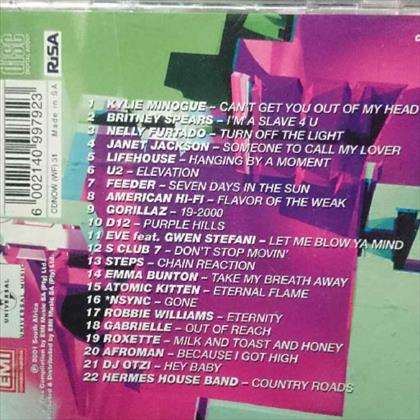 RiSA
Made in SA
6 002140 997923
CDNOW (WF) 31
1 KYLIE MINOGUE – CAN'T GET YOU OUT OF MY HEAD
2 BRITNEY SPEARS – I'M A SLAVE 4 U
3 NELLY FURTADO – TURN OFF THE LIGHT
4 JANET JACKSON – SOMEONE TO CALL MY LOVER
5 LIFEHOUSE – HANGING BY A MOMENT
6 U2 – ELEVATION
7 FEEDER – SEVEN DAYS IN THE SUN
8 AMERICAN HI-FI – FLAVOR OF THE WEAK
9 GORILLAZ – 19-2000
10 D12 – PURPLE HILLS
11 EVE feat. GWEN STEFANI – LET ME BLOW YA MIND
12 S CLUB 7 – DON'T STOP MOVIN'
13 STEPS – CHAIN REACTION
14 EMMA BUNTON – TAKE MY BREATH AWAY
15 ATOMIC KITTEN – ETERNAL FLAME
16 *NSYNC – GONE
17 ROBBIE WILLIAMS – ETERNITY
18 GABRIELLE – OUT OF REACH
19 ROXETTE – MILK AND TOAST AND HONEY
20 AFROMAN – BECAUSE I GOT HIGH
21 DJ OTZI – HEY BABY
22 HERMES HOUSE BAND – COUNTRY ROADS
UNIVERSAL
UNIVERSAL MUSIC
EMI